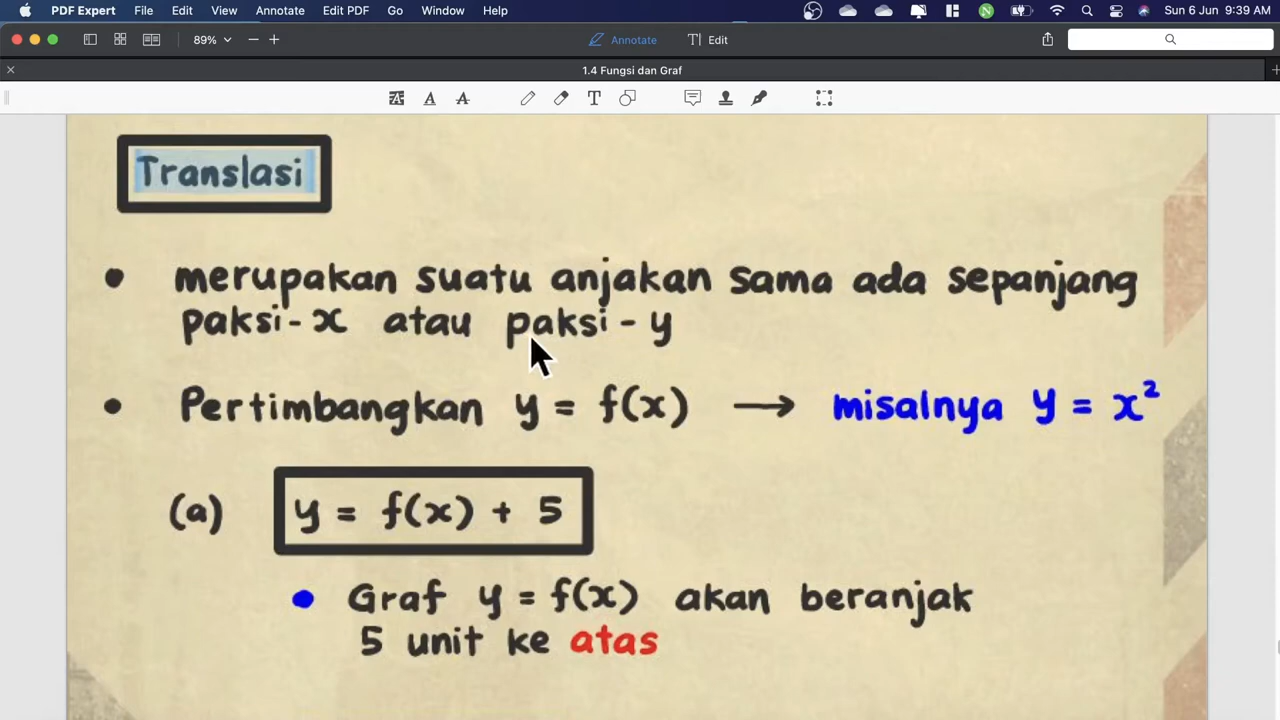 PDF Expert File Edit View Annotate Edit PDF Go Window Help Sun 6 Jun 9:39 AM
89% Annotate Edit
1.4 Fungsi dan Graf
Translasi
• merupakan suatu anjakan sama ada sepanjang
paksi-x atau paksi-y
• Pertimbangkan y = f(x) → misalnya y = x²
(a) y = f(x) + 5
• Graf y = f(x) akan beranjak
5 unit ke atas